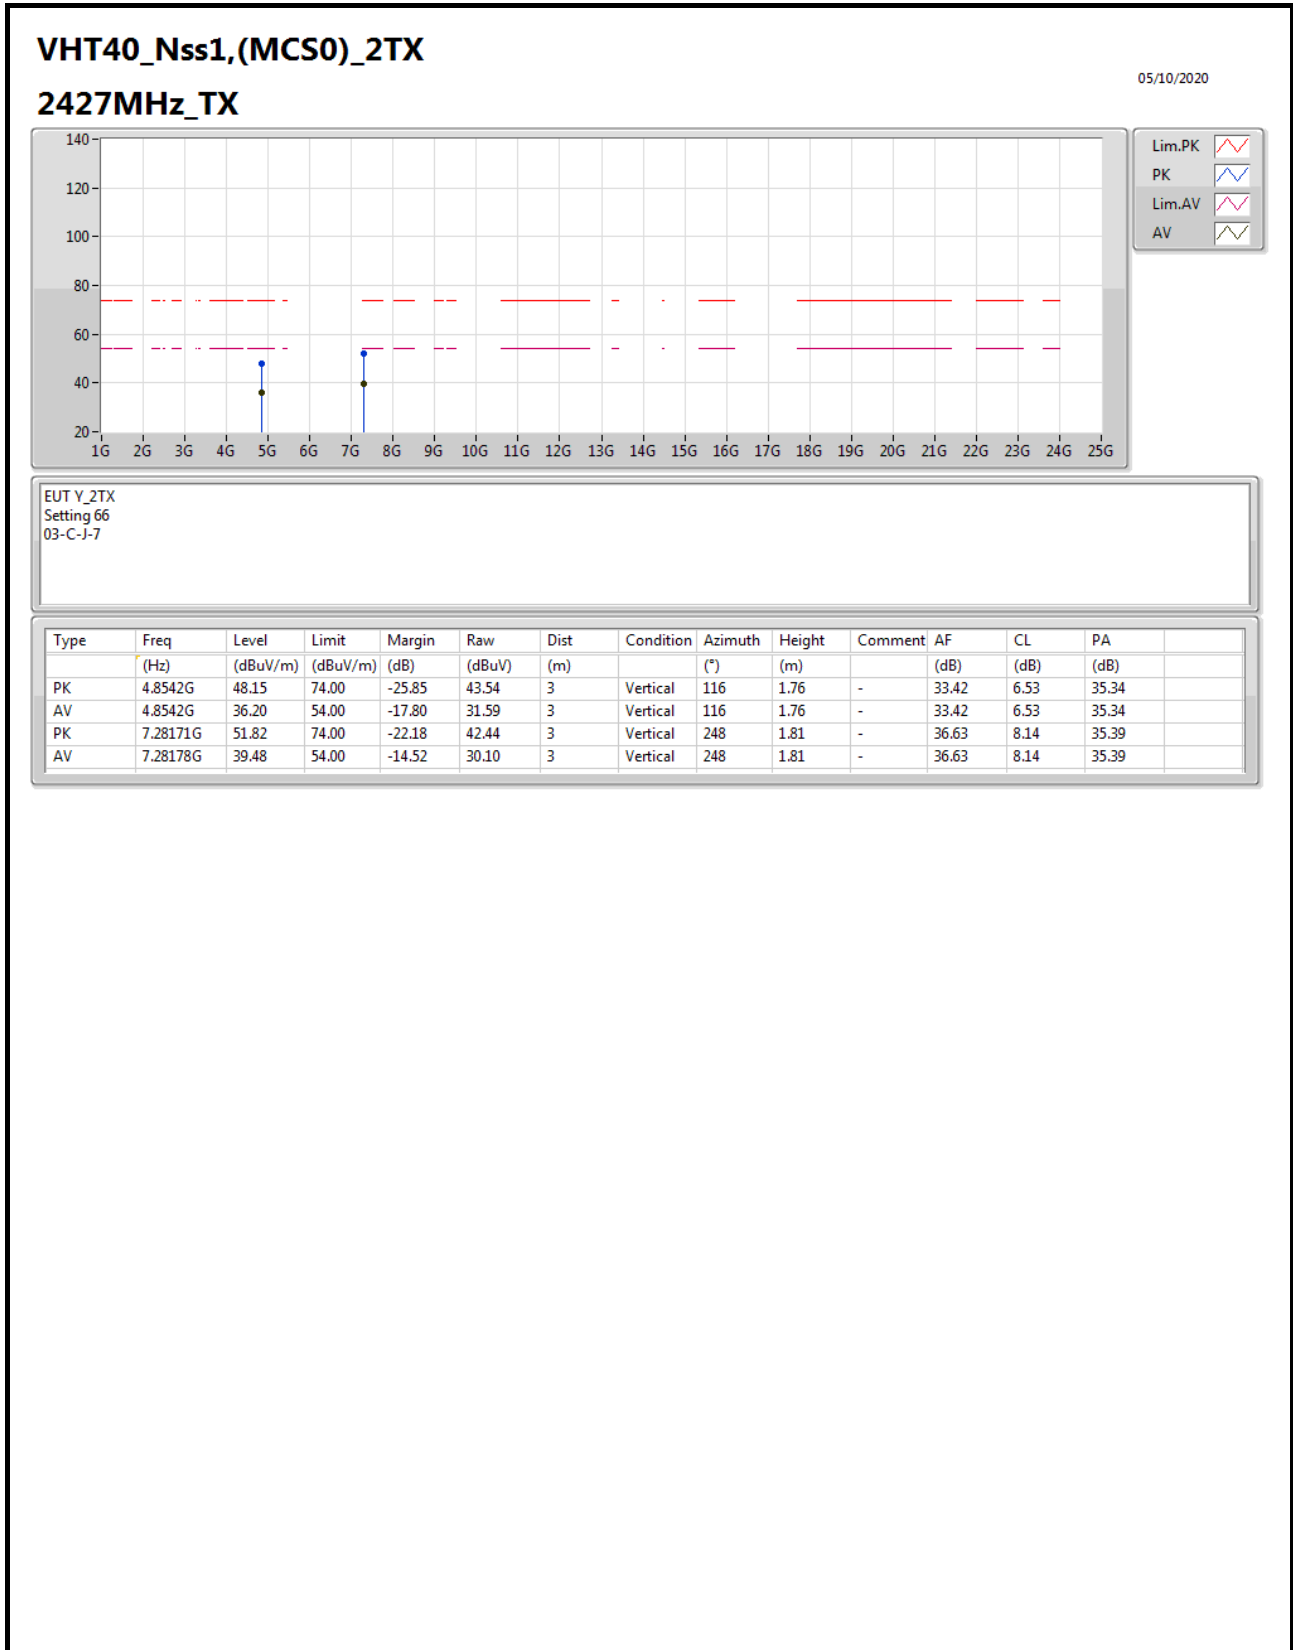 VHT40_Nss1,(MCS0)_2TX
05/10/2020
2427MHz_TX
140
120
100
80
60
40
20
1G 2G 3G 4G 5G 6G 7G 8G 9G 10G 11G 12G 13G 14G 15G 16G 17G 18G 19G 20G 21G 22G 23G 24G 25G
Lim.PK
PK
Lim.AV
AV
EUT Y_2TX
Setting 66
03-C-J-7
Type Freq Level Limit Margin Raw Dist Condition Azimuth Height Comment AF CL PA
(Hz) (dBuV/m) (dBuV/m) (dB) (dBuV) (m) (°) (m) (dB) (dB) (dB)
PK 4.8542G 48.15 74.00 -25.85 43.54 3 Vertical 116 1.76 - 33.42 6.53 35.34
AV 4.8542G 36.20 54.00 -17.80 31.59 3 Vertical 116 1.76 - 33.42 6.53 35.34
PK 7.28171G 51.82 74.00 -22.18 42.44 3 Vertical 248 1.81 - 36.63 8.14 35.39
AV 7.28178G 39.48 54.00 -14.52 30.10 3 Vertical 248 1.81 - 36.63 8.14 35.39